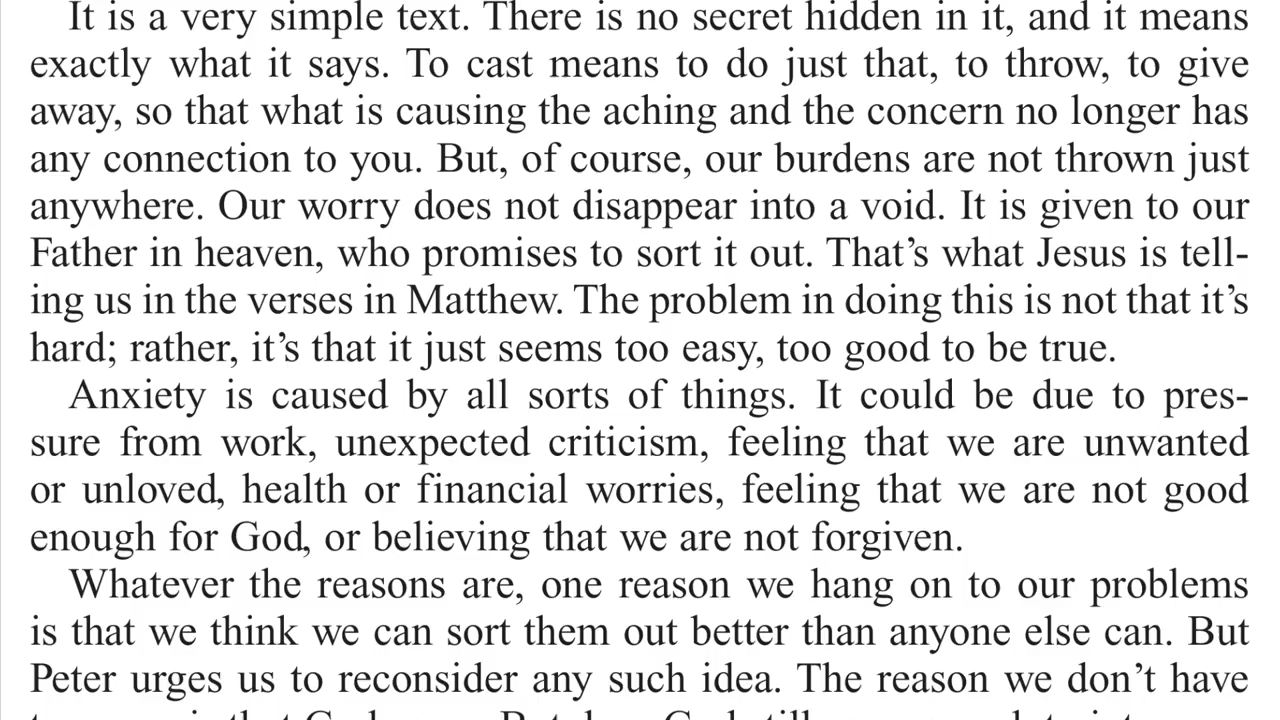 It is a very simple text. There is no secret hidden in it, and it means
exactly what it says. To cast means to do just that, to throw, to give
away, so that what is causing the aching and the concern no longer has
any connection to you. But, of course, our burdens are not thrown just
anywhere. Our worry does not disappear into a void. It is given to our
Father in heaven, who promises to sort it out. That’s what Jesus is tell-
ing us in the verses in Matthew. The problem in doing this is not that it’s
hard; rather, it’s that it just seems too easy, too good to be true.
Anxiety is caused by all sorts of things. It could be due to pres-
sure from work, unexpected criticism, feeling that we are unwanted
or unloved, health or financial worries, feeling that we are not good
enough for God, or believing that we are not forgiven.
Whatever the reasons are, one reason we hang on to our problems
is that we think we can sort them out better than anyone else can. But
Peter urges us to reconsider any such idea. The reason we don’t have